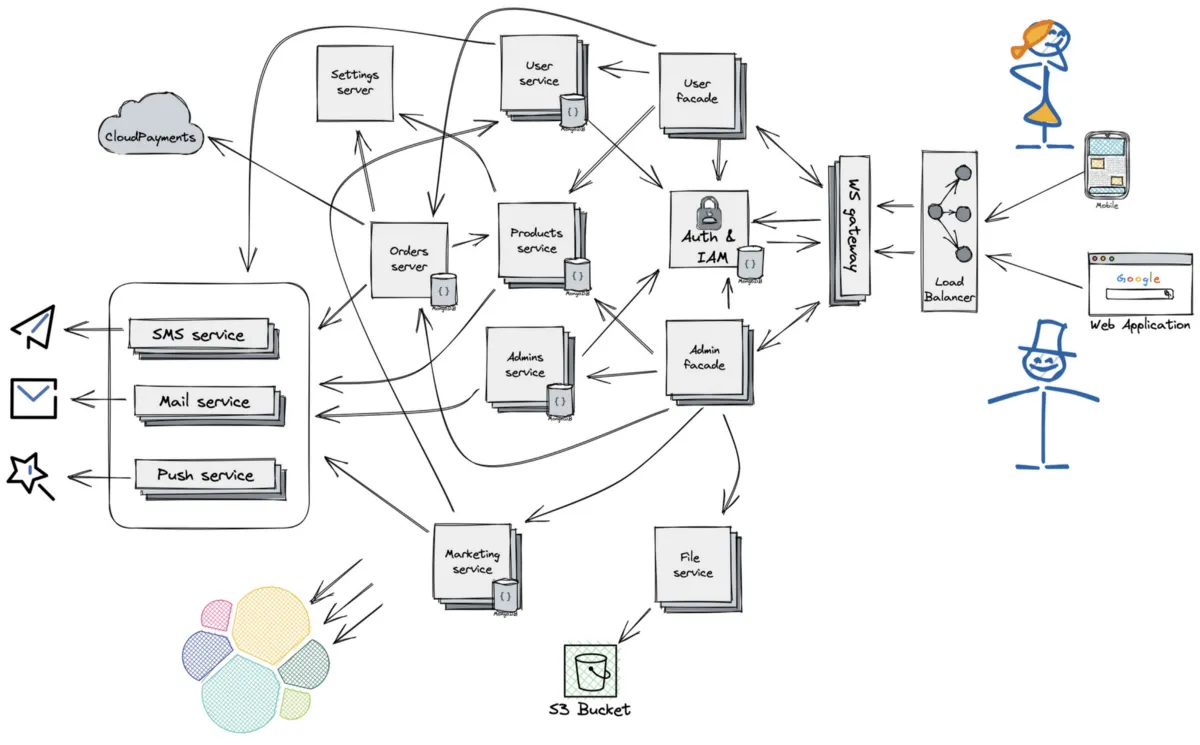 Settings
server
User
service
MongoDB
User
facade
CloudPayments
WS gateway
Mobile
Orders
server
MongoDB
Products
service
MongoDB
Auth &
IAM
MongoDB
Load
Balancer
Google
Web Application
SMS service
Mail service
Push service
Admins
service
MongoDB
Admin
facade
Marketing
service
MongoDB
File
service
S3 Bucket